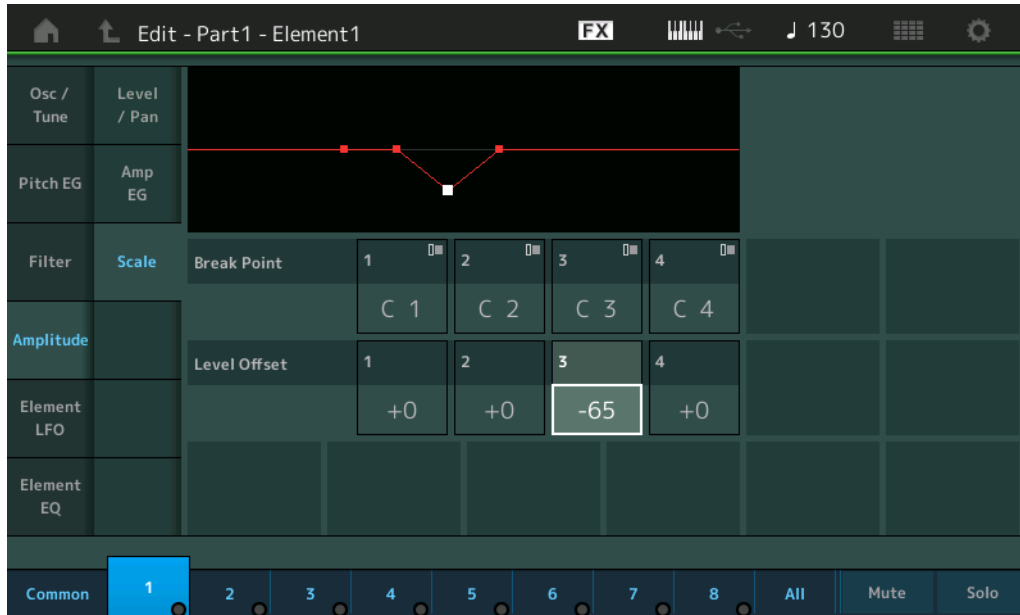 Edit - Part1 - Element1
FX
♩ 130
Osc /
Tune
Level
/ Pan
Pitch EG
Amp
EG
Filter
Scale
Break Point
1
2
3
4
C 1
C 2
C 3
C 4
Amplitude
Level Offset
1
2
3
4
+0
+0
-65
+0
Element
LFO
Element
EQ
Common
1
2
3
4
5
6
7
8
All
Mute
Solo